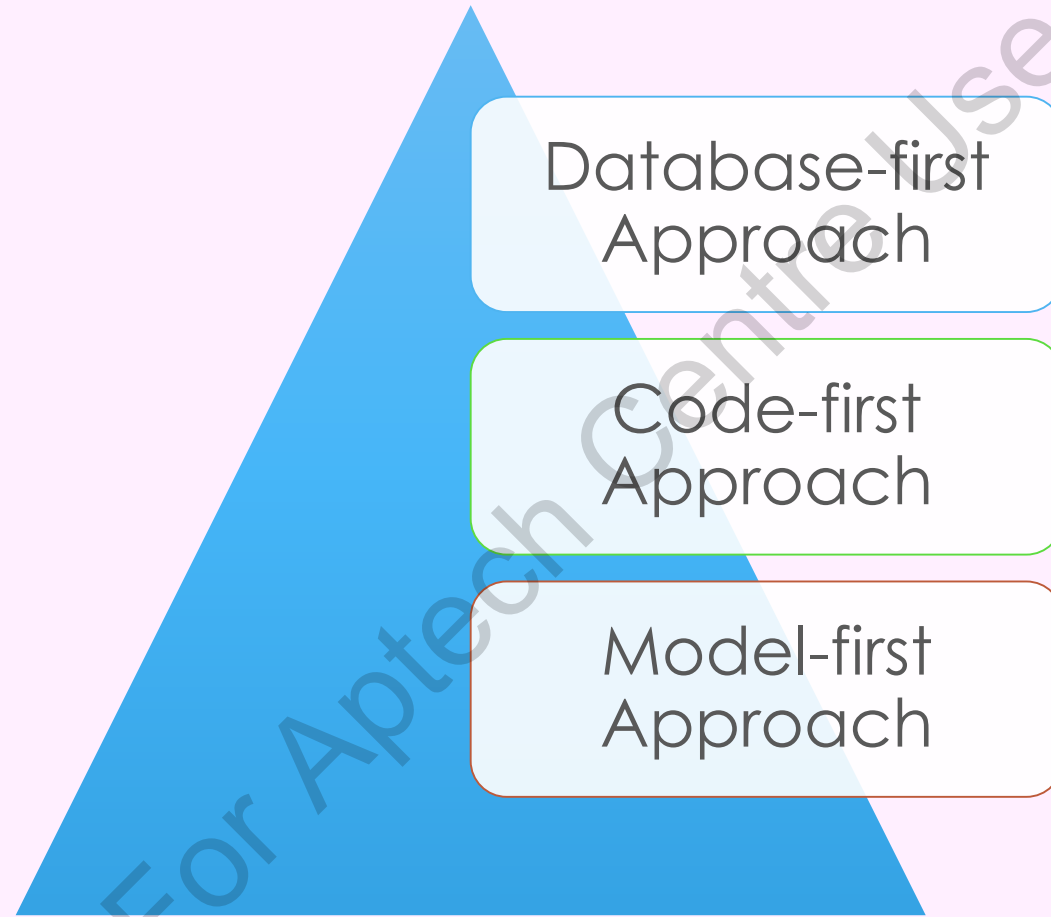 Database-first
Approach
Code-first
Approach
Model-first
Approach
For Aptech Centre Use